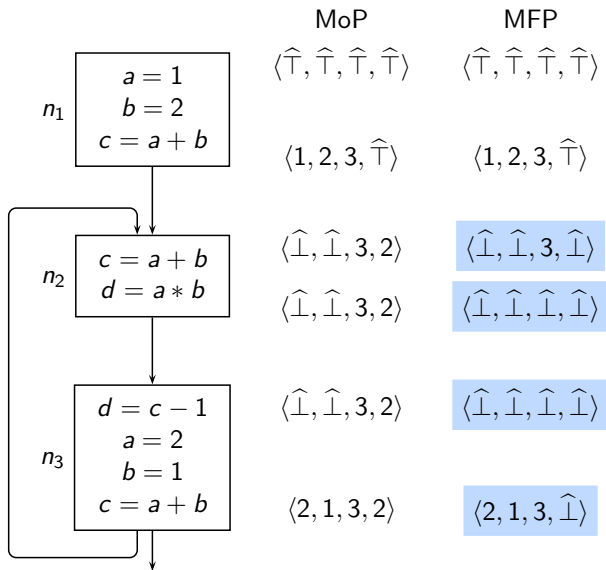 MoP MFP
⟨⊤̂, ⊤̂, ⊤̂, ⊤̂⟩ ⟨⊤̂, ⊤̂, ⊤̂, ⊤̂⟩
n₁
a = 1
b = 2
c = a + b
⟨1, 2, 3, ⊤̂⟩ ⟨1, 2, 3, ⊤̂⟩
⟨⊥̂, ⊥̂, 3, 2⟩ ⟨⊥̂, ⊥̂, 3, ⊥̂⟩
n₂
c = a + b
d = a ∗ b
⟨⊥̂, ⊥̂, 3, 2⟩ ⟨⊥̂, ⊥̂, ⊥̂, ⊥̂⟩
⟨⊥̂, ⊥̂, 3, 2⟩ ⟨⊥̂, ⊥̂, ⊥̂, ⊥̂⟩
n₃
d = c − 1
a = 2
b = 1
c = a + b
⟨2, 1, 3, 2⟩ ⟨2, 1, 3, ⊥̂⟩